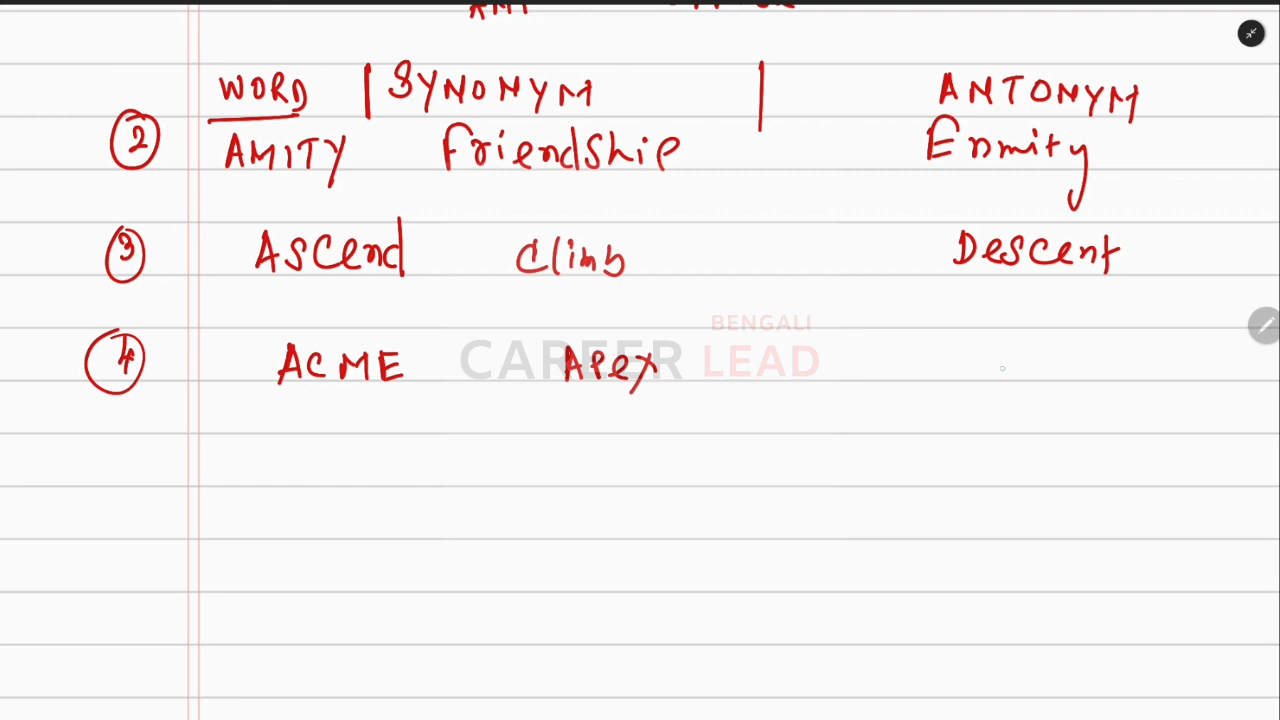 WORD | SYNONYM | ANTONYM
② AMITY Friendship Enmity
③ Ascend Climb Descent
④ ACME Apex
BENGALI
CAREER LEAD